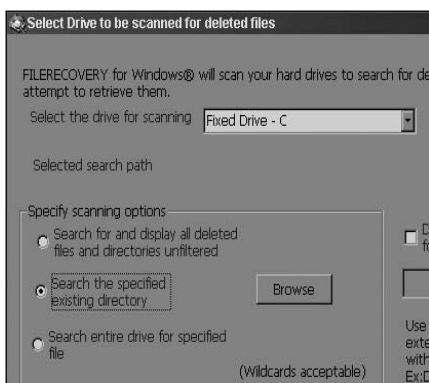 Select Drive to be scanned for deleted files
FILERECOVERY for Windows® will scan your hard drives to search for de
attempt to retrieve them.
Select the drive for scanning
Fixed Drive - C
Selected search path
Specify scanning options
Search for and display all deleted
files and directories unfiltered
Search the specified
existing directory
Browse
Search entire drive for specified
file
(Wildcards acceptable)
D
fo
Use
exte
with
Ex:D